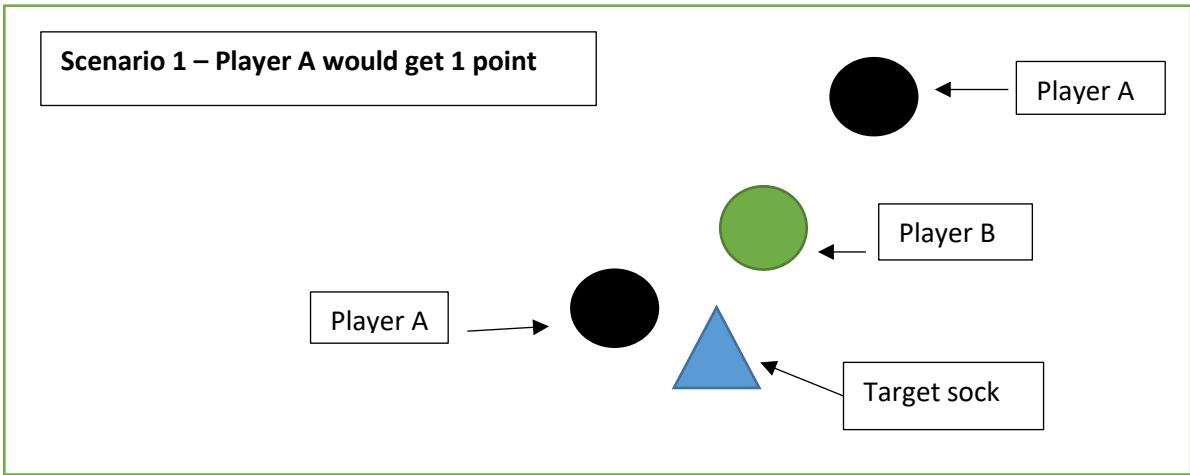 Scenario 1 – Player A would get 1 point
Player A
Player B
Player A
Target sock